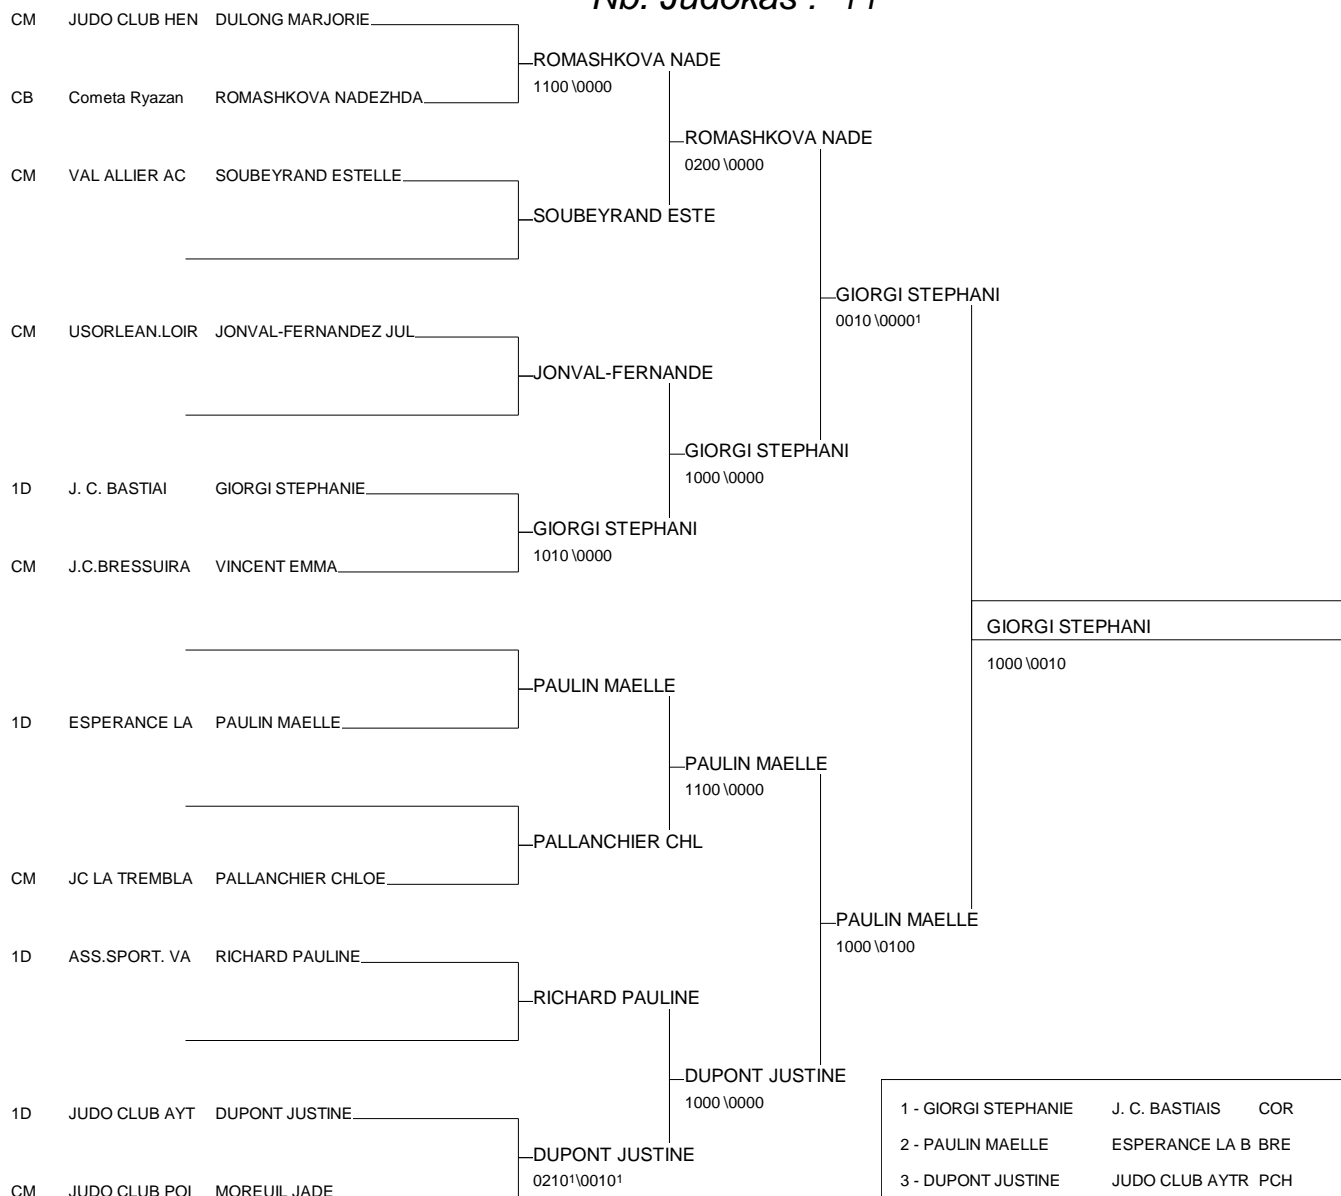 Nb. Judokas : 11
CM JUDO CLUB HEN DULONG MARJORIE
ROMASHKOVA NADE
1100 \0000
CB Cometa Ryazan ROMASHKOVA NADEZHDA
ROMASHKOVA NADE
0200 \0000
CM VAL ALLIER AC SOUBEYRAND ESTELLE
SOUBEYRAND ESTE
GIORGI STEPHANI
0010 \0000¹
CM USORLEAN.LOIR JONVAL-FERNANDEZ JUL
JONVAL-FERNANDE
GIORGI STEPHANI
1000 \0000
1D J. C. BASTIAI GIORGI STEPHANIE
GIORGI STEPHANI
1010 \0000
CM J.C.BRESSUIRA VINCENT EMMA
GIORGI STEPHANI
1000 \0010
PAULIN MAELLE
1D ESPERANCE LA PAULIN MAELLE
PAULIN MAELLE
1100 \0000
PALLANCHIER CHL
CM JC LA TREMBLA PALLANCHIER CHLOE
PAULIN MAELLE
1000 \0100
1D ASS.SPORT. VA RICHARD PAULINE
RICHARD PAULINE
DUPONT JUSTINE
1000 \0000
1D JUDO CLUB AYT DUPONT JUSTINE
DUPONT JUSTINE
0210¹\0010¹
CM JUDO CLUB POI MOREUIL JADE
1 - GIORGI STEPHANIE J. C. BASTIAIS COR
2 - PAULIN MAELLE ESPERANCE LA B BRE
3 - DUPONT JUSTINE JUDO CLUB AYTR PCH